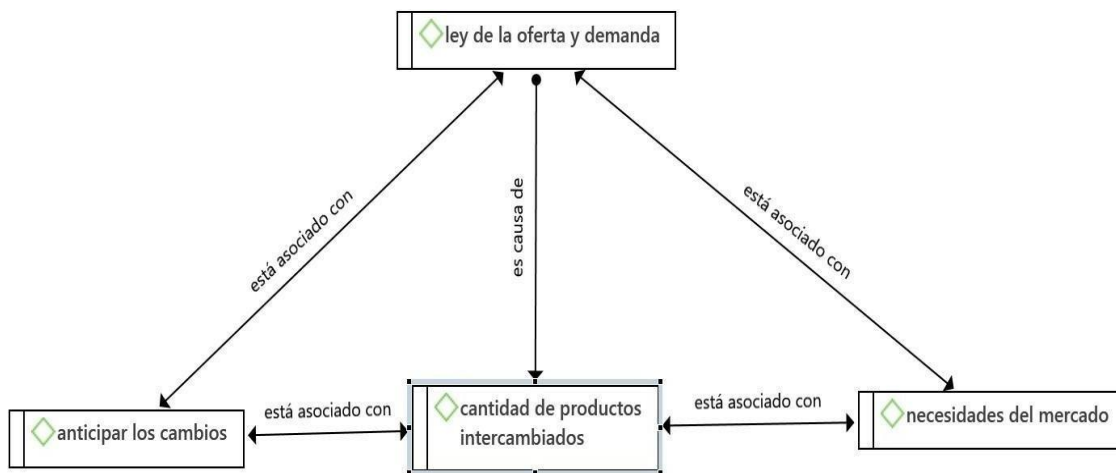 ley de la oferta y demanda
está asociado con
es causa de
está asociado con
anticipar los cambios
está asociado con
cantidad de productos
intercambiados
está asociado con
necesidades del mercado